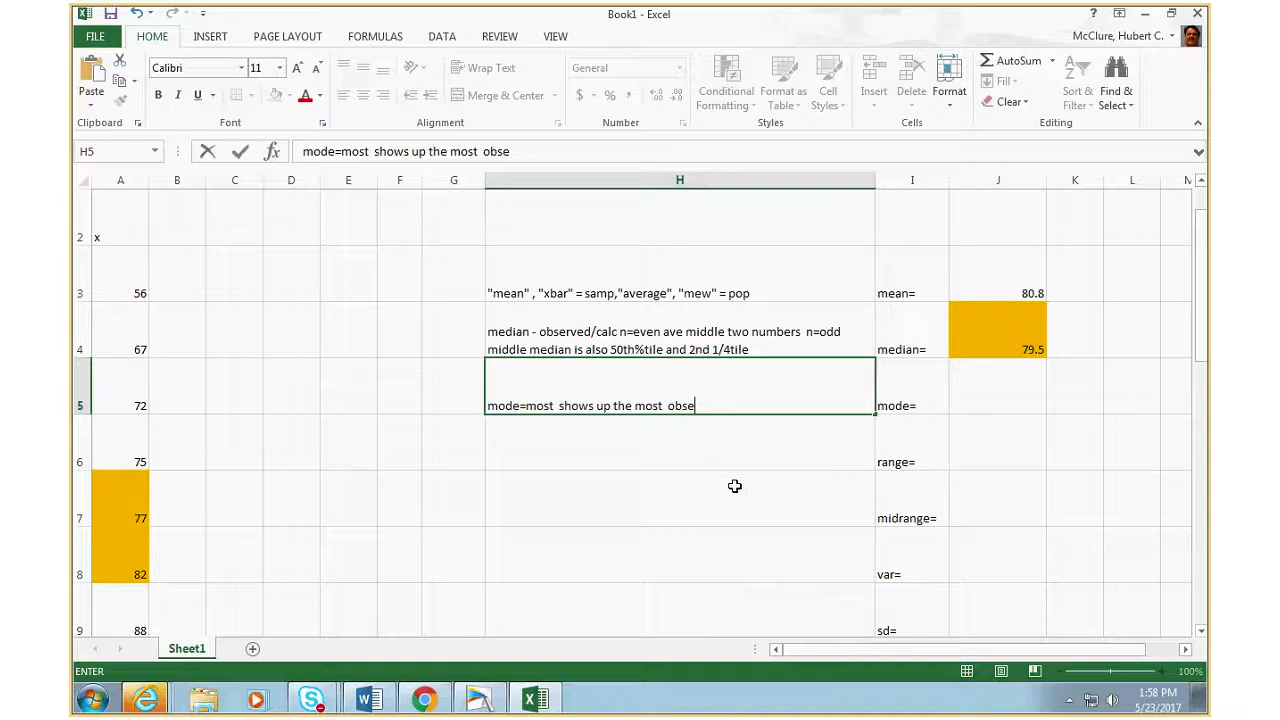 Book1 - Excel
?
FILE HOME INSERT PAGE LAYOUT FORMULAS DATA REVIEW VIEW
McClure, Hubert C.
Paste
Clipboard
Calibri 11
B I U
Font
Wrap Text
Merge & Center
Alignment
General
$ % ,
Number
Conditional Formatting
Format as Table
Cell Styles
Styles
Insert Delete Format
Cells
AutoSum
Fill
Clear
Sort & Filter
Find & Select
Editing
H5 fx mode=most  shows up the most  obse
A B C D E F G H I J K L M
2 x
3 56 "mean" , "xbar" = samp,"average", "mew" = pop mean= 80.8
median - observed/calc n=even ave middle two numbers  n=odd
4 67 middle median is also 50th%tile and 2nd 1/4tile median= 79.5
5 72 mode=most  shows up the most  obse mode=
6 75 range=
7 77 midrange=
8 82 var=
9 88 sd=
Sheet1
ENTER 100%
1:58 PM
5/23/2017